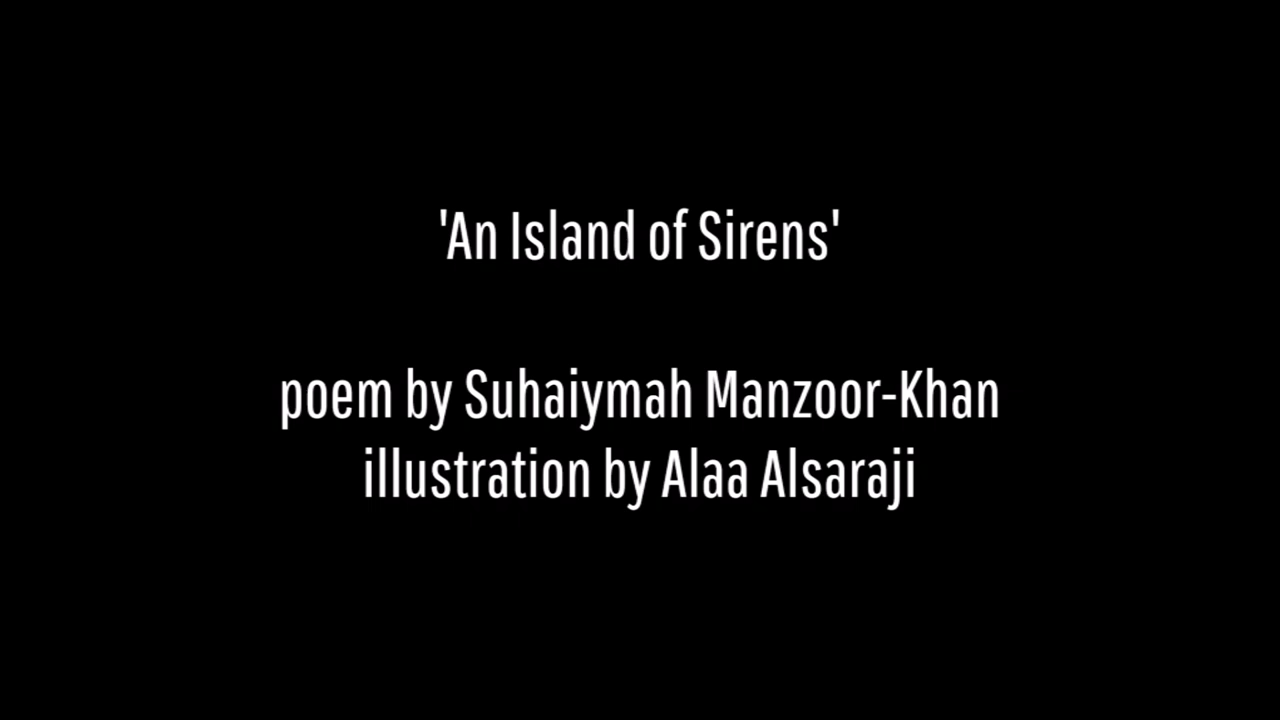 'An Island of Sirens'
poem by Suhaiymah Manzoor-Khan
illustration by Alaa Alsaraji